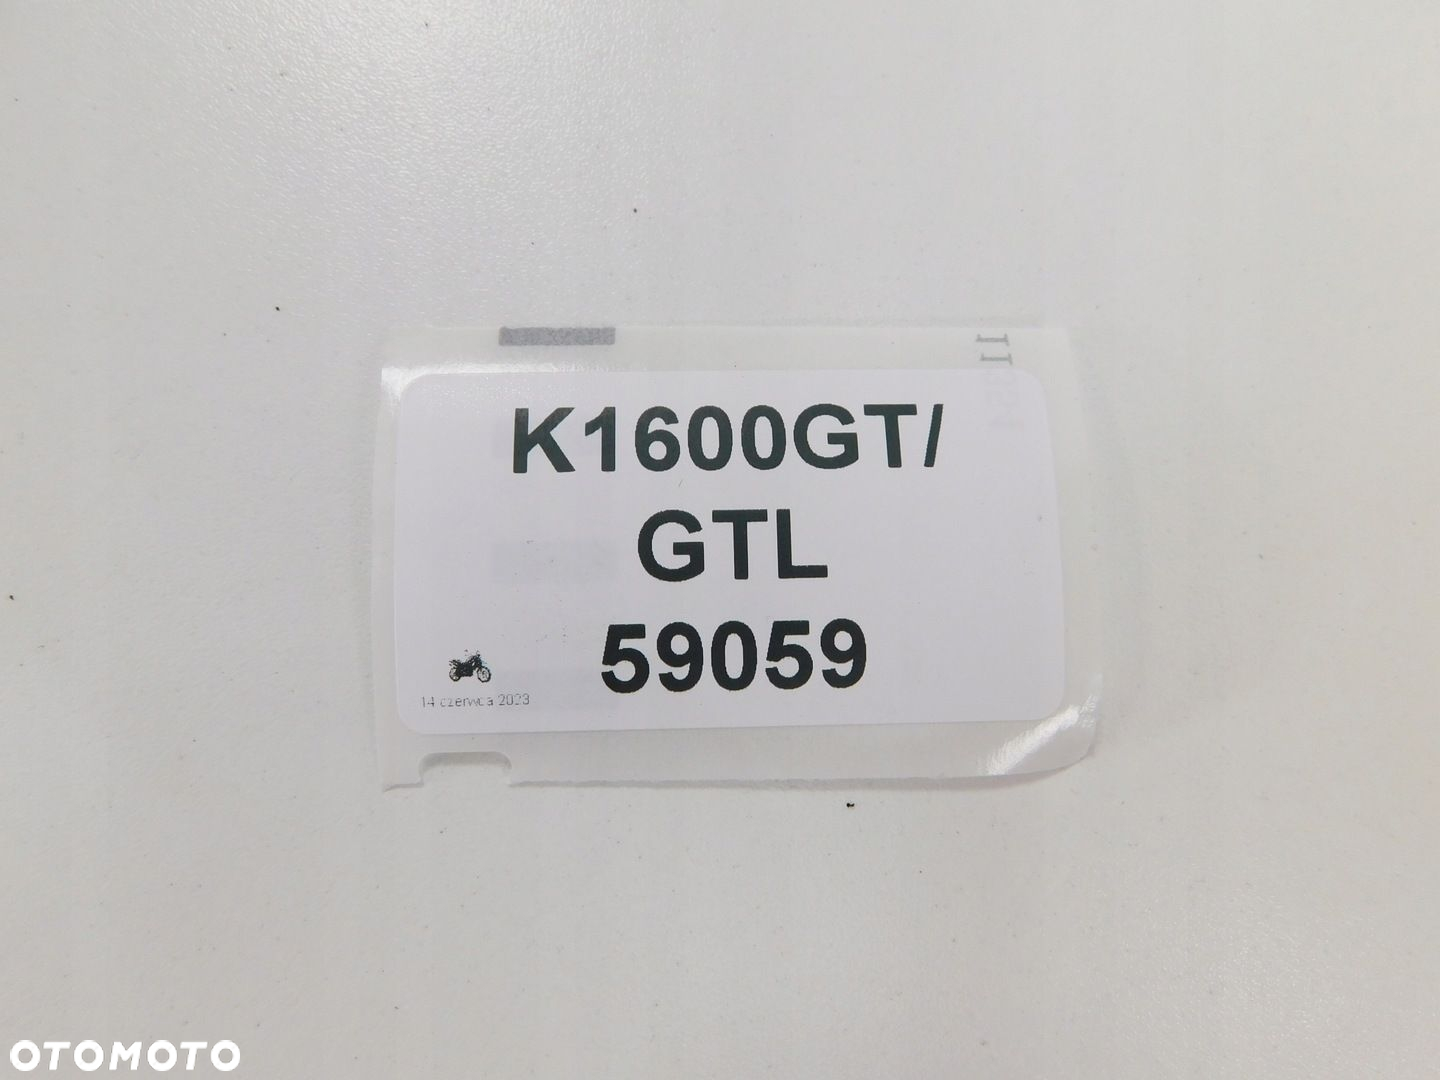 K1600GT/
GTL
59059
14 czerwca 2023
OTOMOTO